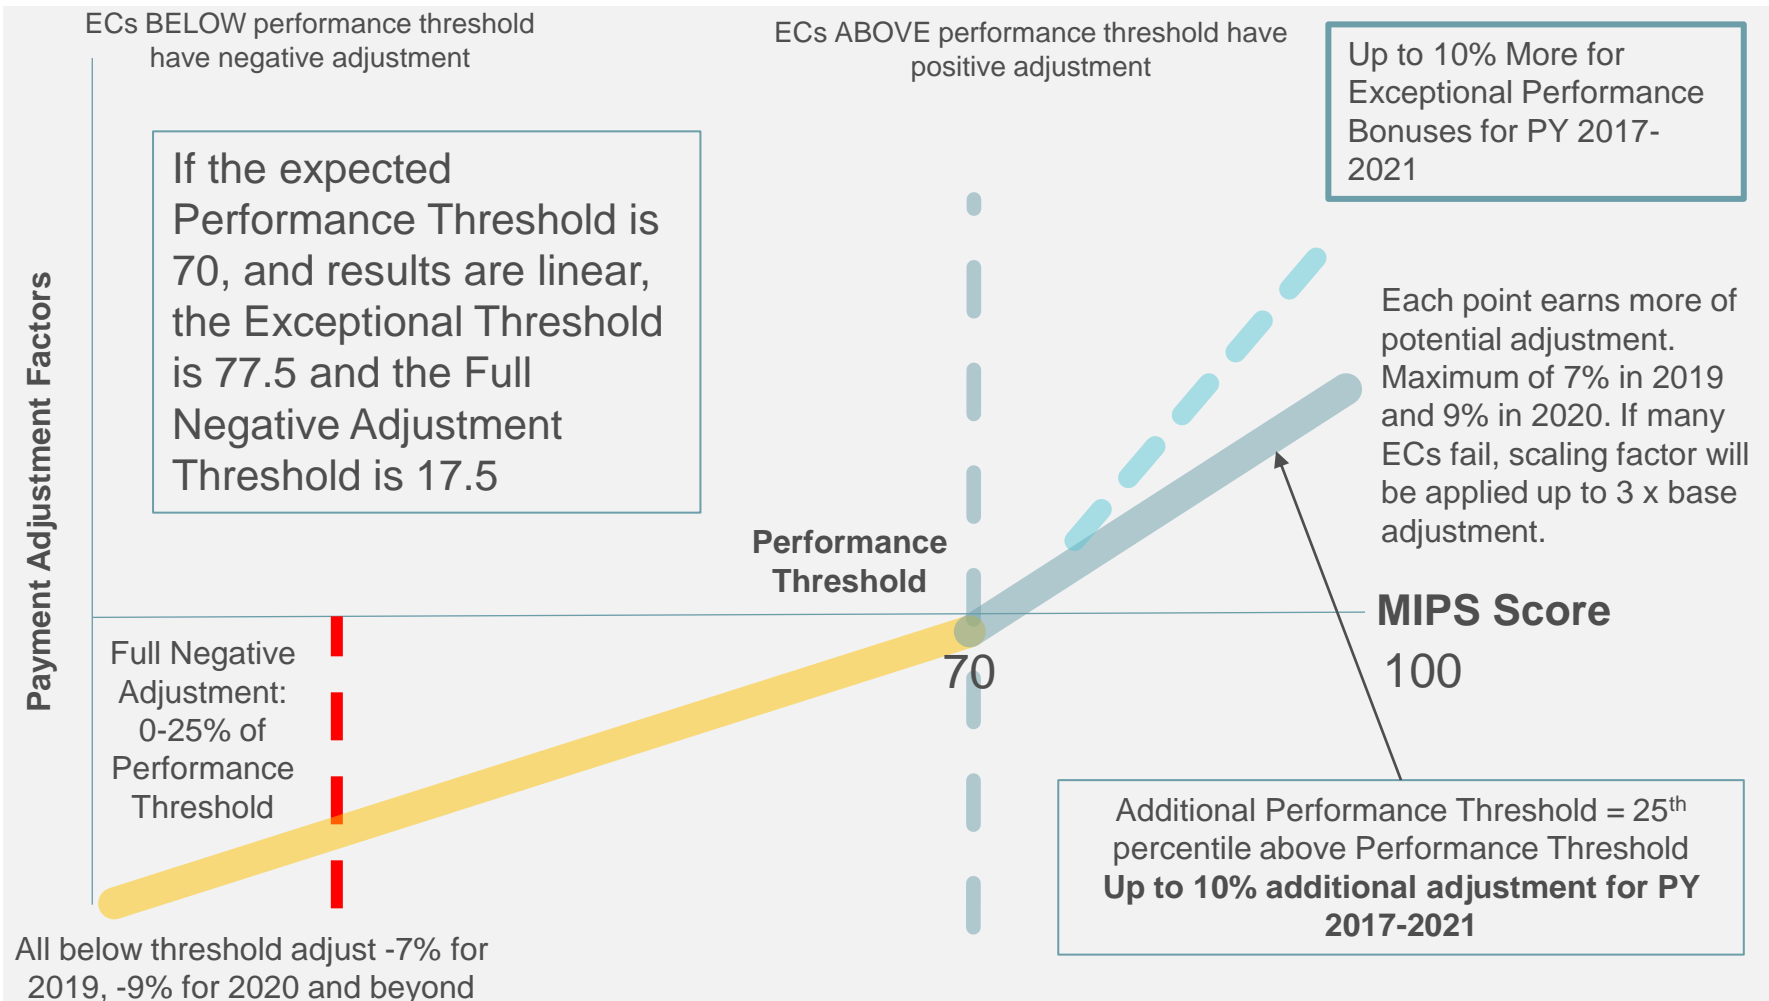 ECs BELOW performance threshold
have negative adjustment
ECs ABOVE performance threshold have
positive adjustment
Up to 10% More for
Exceptional Performance
Bonuses for PY 2017-
2021
If the expected
Performance Threshold is
70, and results are linear,
the Exceptional Threshold
is 77.5 and the Full
Negative Adjustment
Threshold is 17.5
Payment Adjustment Factors
Each point earns more of
potential adjustment.
Maximum of 7% in 2019
and 9% in 2020. If many
ECs fail, scaling factor will
be applied up to 3 x base
adjustment.
Performance
Threshold
MIPS Score
70
100
Full Negative
Adjustment:
0-25% of
Performance
Threshold
Additional Performance Threshold = 25th
percentile above Performance Threshold
Up to 10% additional adjustment for PY
2017-2021
All below threshold adjust -7% for
2019, -9% for 2020 and beyond